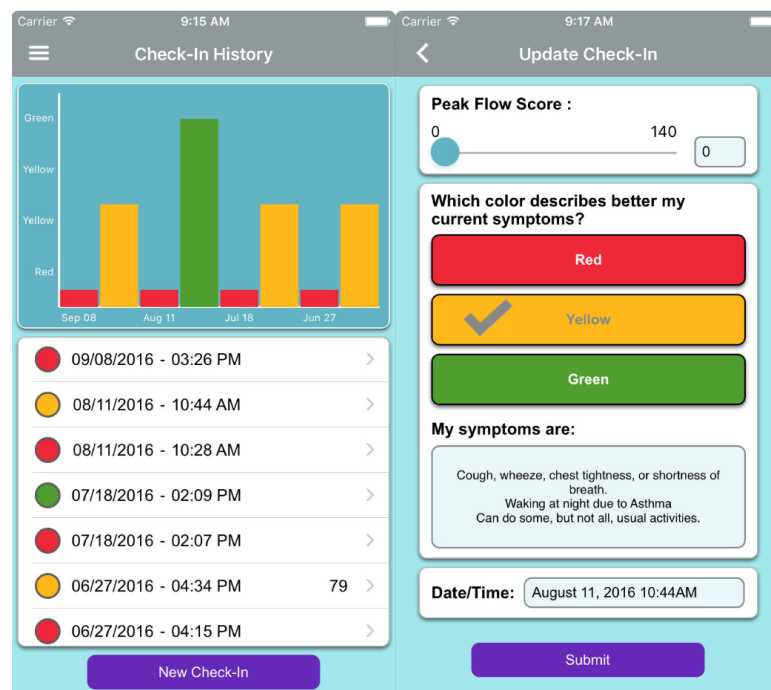 Carrier 9:15 AM
Check-In History
Green
Yellow
Yellow
Red
Sep 08 Aug 11 Jul 18 Jun 27
09/08/2016 - 03:26 PM
08/11/2016 - 10:44 AM
08/11/2016 - 10:28 AM
07/18/2016 - 02:09 PM
07/18/2016 - 02:07 PM
06/27/2016 - 04:34 PM 79
06/27/2016 - 04:15 PM
New Check-In
Carrier 9:17 AM
Update Check-In
Peak Flow Score :
0 140
0
Which color describes better my
current symptoms?
Red
Yellow
Green
My symptoms are:
Cough, wheeze, chest tightness, or shortness of
breath.
Waking at night due to Asthma
Can do some, but not all, usual activities.
Date/Time: August 11, 2016 10:44AM
Submit